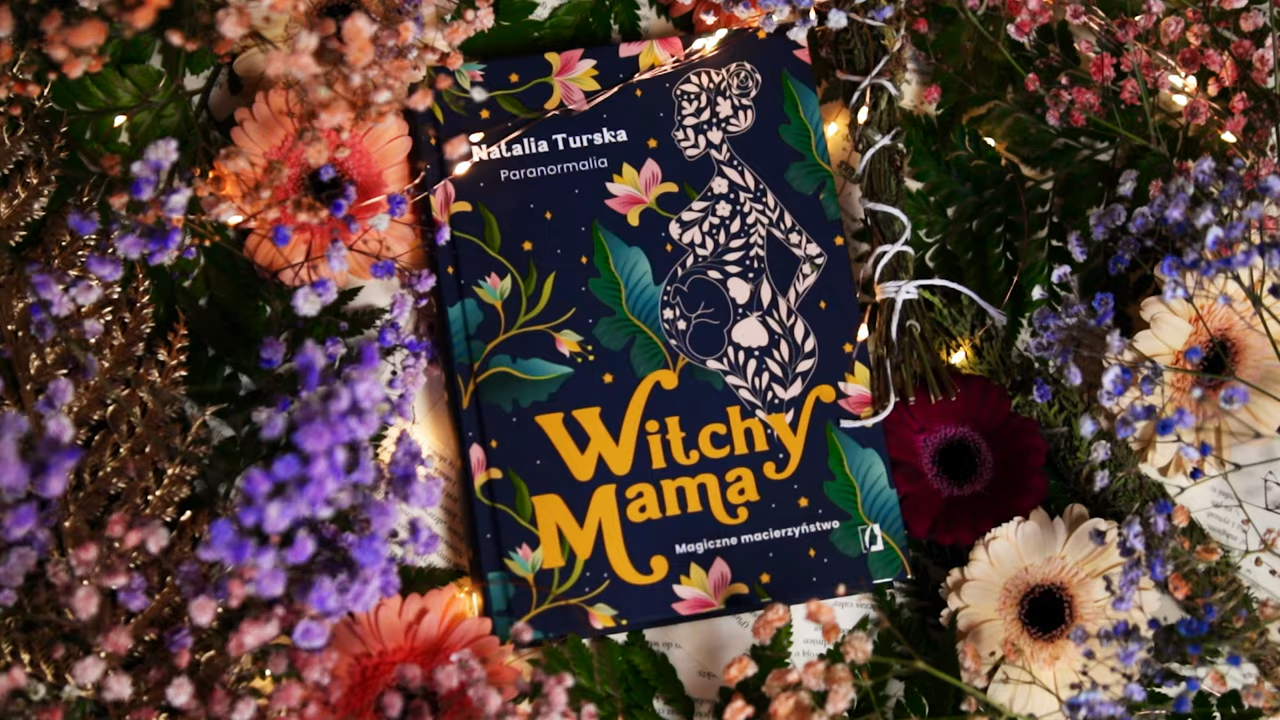 Natalia Turska
Paranormalia
Witchy
Mama
Magiczne macierzyństwo